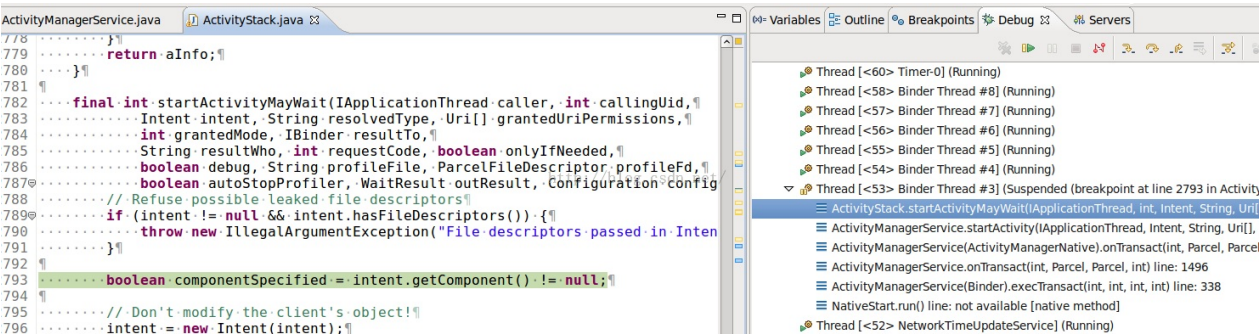 ActivityManagerService.java
ActivityStack.java
778 }
779 return aInfo;
780 }
781
782 final int startActivityMayWait(IApplicationThread caller, int callingUid,
783 Intent intent, String resolvedType, Uri[] grantedUriPermissions,
784 int grantedMode, IBinder resultTo,
785 String resultWho, int requestCode, boolean onlyIfNeeded,
786 boolean debug, String profileFile, ParcelFileDescriptor profileFd,
787 boolean autoStopProfiler, WaitResult outResult, Configuration config
788 // Refuse possible leaked file descriptors
789 if (intent != null && intent.hasFileDescriptors()) {
790 throw new IllegalArgumentException("File descriptors passed in Inten
791 }
792
793 boolean componentSpecified = intent.getComponent() != null;
794
795 // Don't modify the client's object!
796 intent = new Intent(intent);
http://blog.csdn.net/
(x)= Variables
Outline
Breakpoints
Debug
Servers
Thread [<60> Timer-0] (Running)
Thread [<58> Binder Thread #8] (Running)
Thread [<57> Binder Thread #7] (Running)
Thread [<56> Binder Thread #6] (Running)
Thread [<55> Binder Thread #5] (Running)
Thread [<54> Binder Thread #4] (Running)
Thread [<53> Binder Thread #3] (Suspended (breakpoint at line 2793 in Activity
ActivityStack.startActivityMayWait(IApplicationThread, int, Intent, String, Uri[
ActivityManagerService.startActivity(IApplicationThread, Intent, String, Uri[],
ActivityManagerService(ActivityManagerNative).onTransact(int, Parcel, Parcel
ActivityManagerService.onTransact(int, Parcel, Parcel, int) line: 1496
ActivityManagerService(Binder).execTransact(int, int, int, int) line: 338
NativeStart.run() line: not available [native method]
Thread [<52> NetworkTimeUpdateService] (Running)